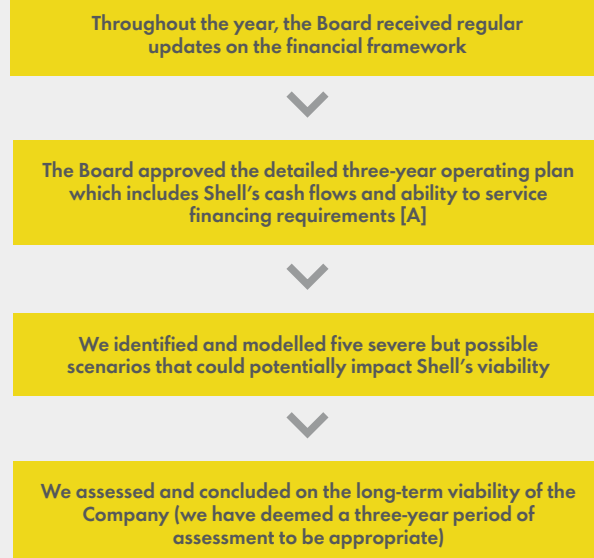 Throughout the year, the Board received regular
updates on the financial framework
The Board approved the detailed three-year operating plan
which includes Shell’s cash flows and ability to service
financing requirements [A]
We identified and modelled five severe but possible
scenarios that could potentially impact Shell’s viability
We assessed and concluded on the long-term viability of the
Company (we have deemed a three-year period of
assessment to be appropriate)